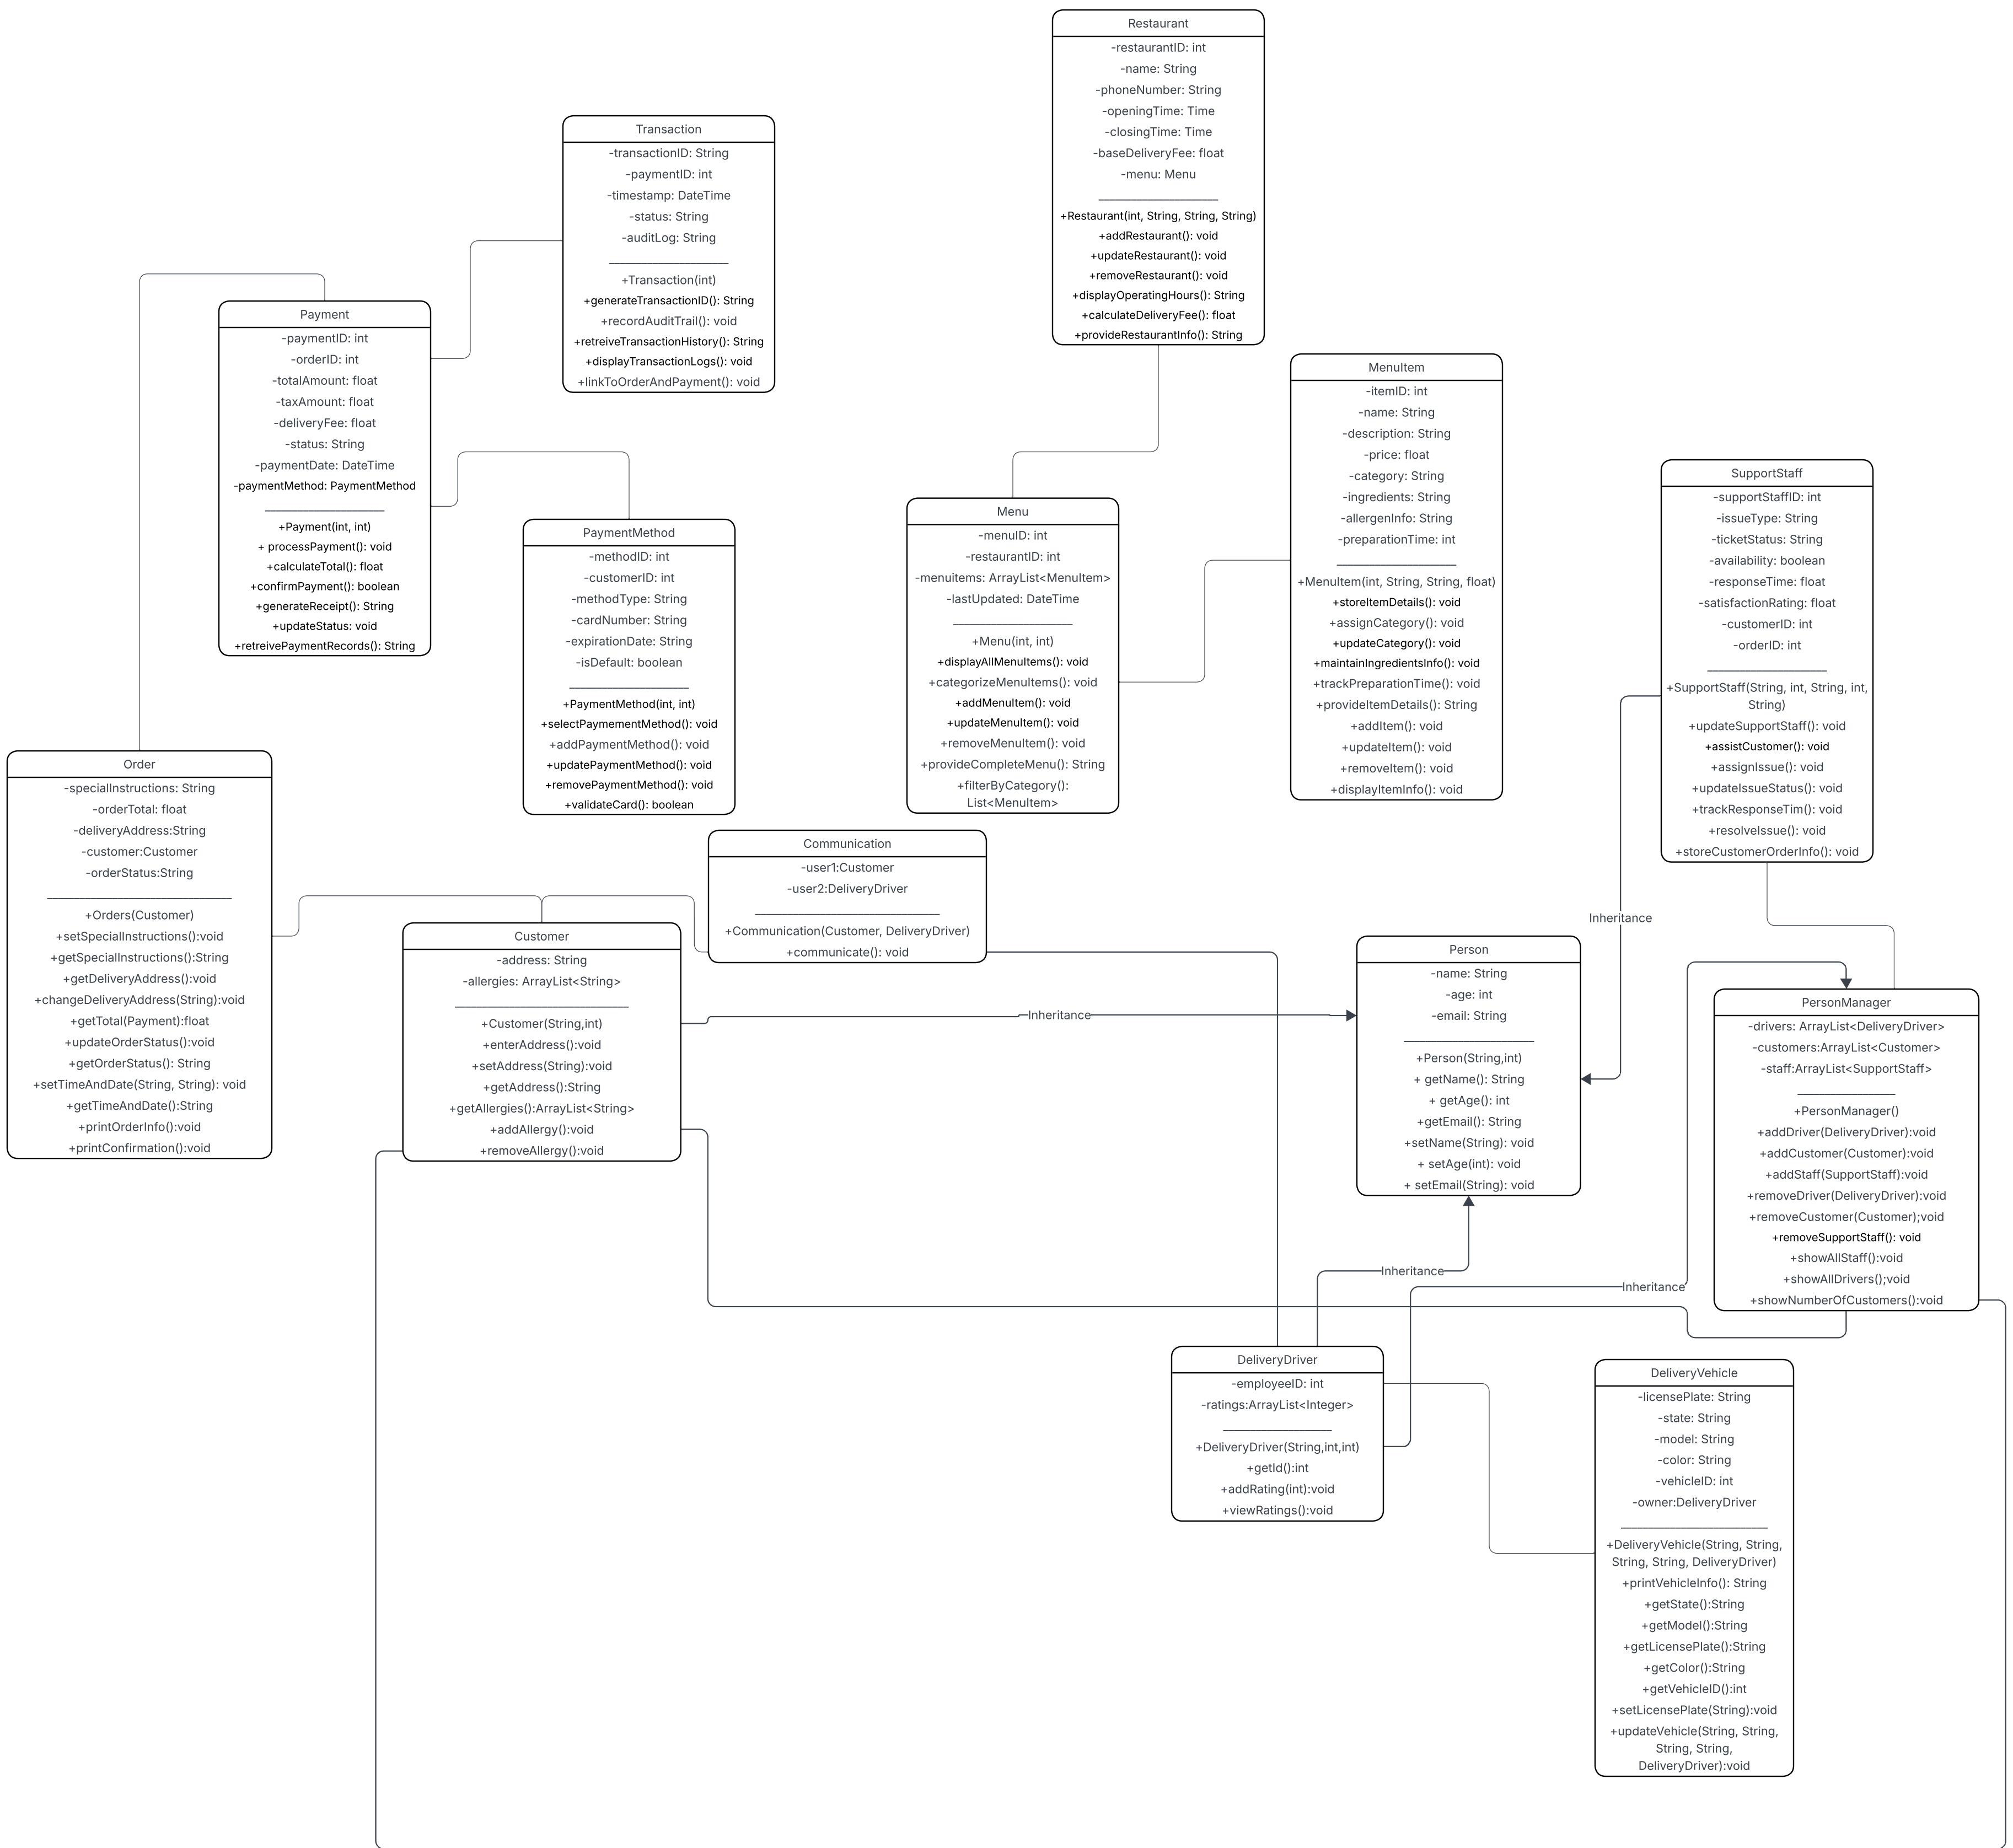 Restaurant
-restaurantID: int
-name: String
-phoneNumber: String
-openingTime: Time
-closingTime: Time
-baseDeliveryFee: float
-menu: Menu
+Restaurant(int, String, String, String)
+addRestaurant(): void
+updateRestaurant(): void
+removeRestaurant(): void
+displayOperatingHours(): String
+calculateDeliveryFee(): float
+provideRestaurantInfo(): String
Transaction
-transactionID: String
-paymentID: int
-timestamp: DateTime
-status: String
-auditLog: String
+Transaction(int)
+generateTransactionID(): String
+recordAuditTrail(): void
+retreiveTransactionHistory(): String
+displayTransactionLogs(): void
+linkToOrderAndPayment(): void
Payment
-paymentID: int
-orderID: int
-totalAmount: float
-taxAmount: float
-deliveryFee: float
-status: String
-paymentDate: DateTime
-paymentMethod: PaymentMethod
+Payment(int, int)
+ processPayment(): void
+calculateTotal(): float
+confirmPayment(): boolean
+generateReceipt(): String
+updateStatus: void
+retreivePaymentRecords(): String
MenuItem
-itemID: int
-name: String
-description: String
-price: float
-category: String
-ingredients: String
-allergenInfo: String
-preparationTime: int
+MenuItem(int, String, String, float)
+storeItemDetails(): void
+assignCategory(): void
+updateCategory(): void
+maintainIngredientsInfo(): void
+trackPreparationTime(): void
+provideItemDetails(): String
+addItem(): void
+updateItem(): void
+removeItem(): void
+displayItemInfo(): void
SupportStaff
-supportStaffID: int
-issueType: String
-ticketStatus: String
-availability: boolean
-responseTime: float
-satisfactionRating: float
-customerID: int
-orderID: int
+SupportStaff(String, int, String, int,
String)
+updateSupportStaff(): void
+assistCustomer(): void
+assignIssue(): void
+updateIssueStatus(): void
+trackResponseTim(): void
+resolveIssue(): void
+storeCustomerOrderInfo(): void
PaymentMethod
-methodID: int
-customerID: int
-methodType: String
-cardNumber: String
-expirationDate: String
-isDefault: boolean
+PaymentMethod(int, int)
+selectPaymementMethod(): void
+addPaymentMethod(): void
+updatePaymentMethod(): void
+removePaymentMethod(): void
+validateCard(): boolean
Menu
-menuID: int
-restaurantID: int
-menuitems: ArrayList<MenuItem>
-lastUpdated: DateTime
+Menu(int, int)
+displayAllMenuItems(): void
+categorizeMenuItems(): void
+addMenuItem(): void
+updateMenuItem(): void
+removeMenuItem(): void
+provideCompleteMenu(): String
+filterByCategory():
List<MenuItem>
Order
-specialInstructions: String
-orderTotal: float
-deliveryAddress:String
-customer:Customer
-orderStatus:String
+Orders(Customer)
+setSpecialInstructions():void
+getSpecialInstructions():String
+getDeliveryAddress():void
+changeDeliveryAddress(String):void
+getTotal(Payment):float
+updateOrderStatus():void
+getOrderStatus(): String
+setTimeAndDate(String, String): void
+getTimeAndDate():String
+printOrderInfo():void
+printConfirmation():void
Communication
-user1:Customer
-user2:DeliveryDriver
+Communication(Customer, DeliveryDriver)
+communicate(): void
Customer
-address: String
-allergies: ArrayList<String>
+Customer(String,int)
+enterAddress():void
+setAddress(String):void
+getAddress():String
+getAllergies():ArrayList<String>
+addAllergy():void
+removeAllergy():void
Inheritance
Person
-name: String
-age: int
-email: String
+Person(String,int)
+ getName(): String
+ getAge(): int
+getEmail(): String
+setName(String): void
+ setAge(int): void
+ setEmail(String): void
Inheritance
PersonManager
-drivers: ArrayList<DeliveryDriver>
-customers:ArrayList<Customer>
-staff:ArrayList<SupportStaff>
+PersonManager()
+addDriver(DeliveryDriver):void
+addCustomer(Customer):void
+addStaff(SupportStaff):void
+removeDriver(DeliveryDriver):void
+removeCustomer(Customer);void
+removeSupportStaff(): void
+showAllStaff():void
+showAllDrivers();void
+showNumberOfCustomers():void
Inheritance
Inheritance
DeliveryDriver
-employeeID: int
-ratings:ArrayList<Integer>
+DeliveryDriver(String,int,int)
+getId():int
+addRating(int):void
+viewRatings():void
DeliveryVehicle
-licensePlate: String
-state: String
-model: String
-color: String
-vehicleID: int
-owner:DeliveryDriver
+DeliveryVehicle(String, String,
String, String, DeliveryDriver)
+printVehicleInfo(): String
+getState():String
+getModel():String
+getLicensePlate():String
+getColor():String
+getVehicleID():int
+setLicensePlate(String):void
+updateVehicle(String, String,
String, String,
DeliveryDriver):void